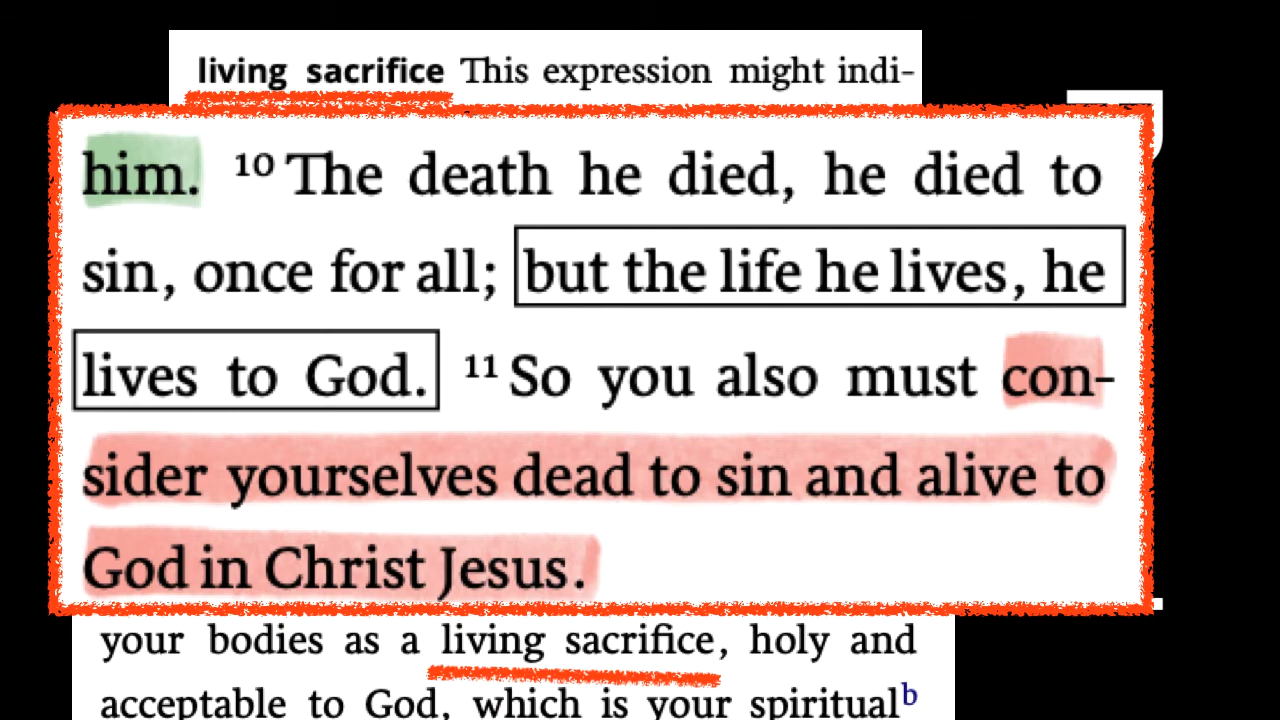 living sacrifice This expression might indi-
him. ¹⁰ The death he died, he died to
sin, once for all; but the life he lives, he
lives to God. ¹¹ So you also must con-
sider yourselves dead to sin and alive to
God in Christ Jesus.
your bodies as a living sacrifice, holy and
acceptable to God, which is your spiritualᵇ